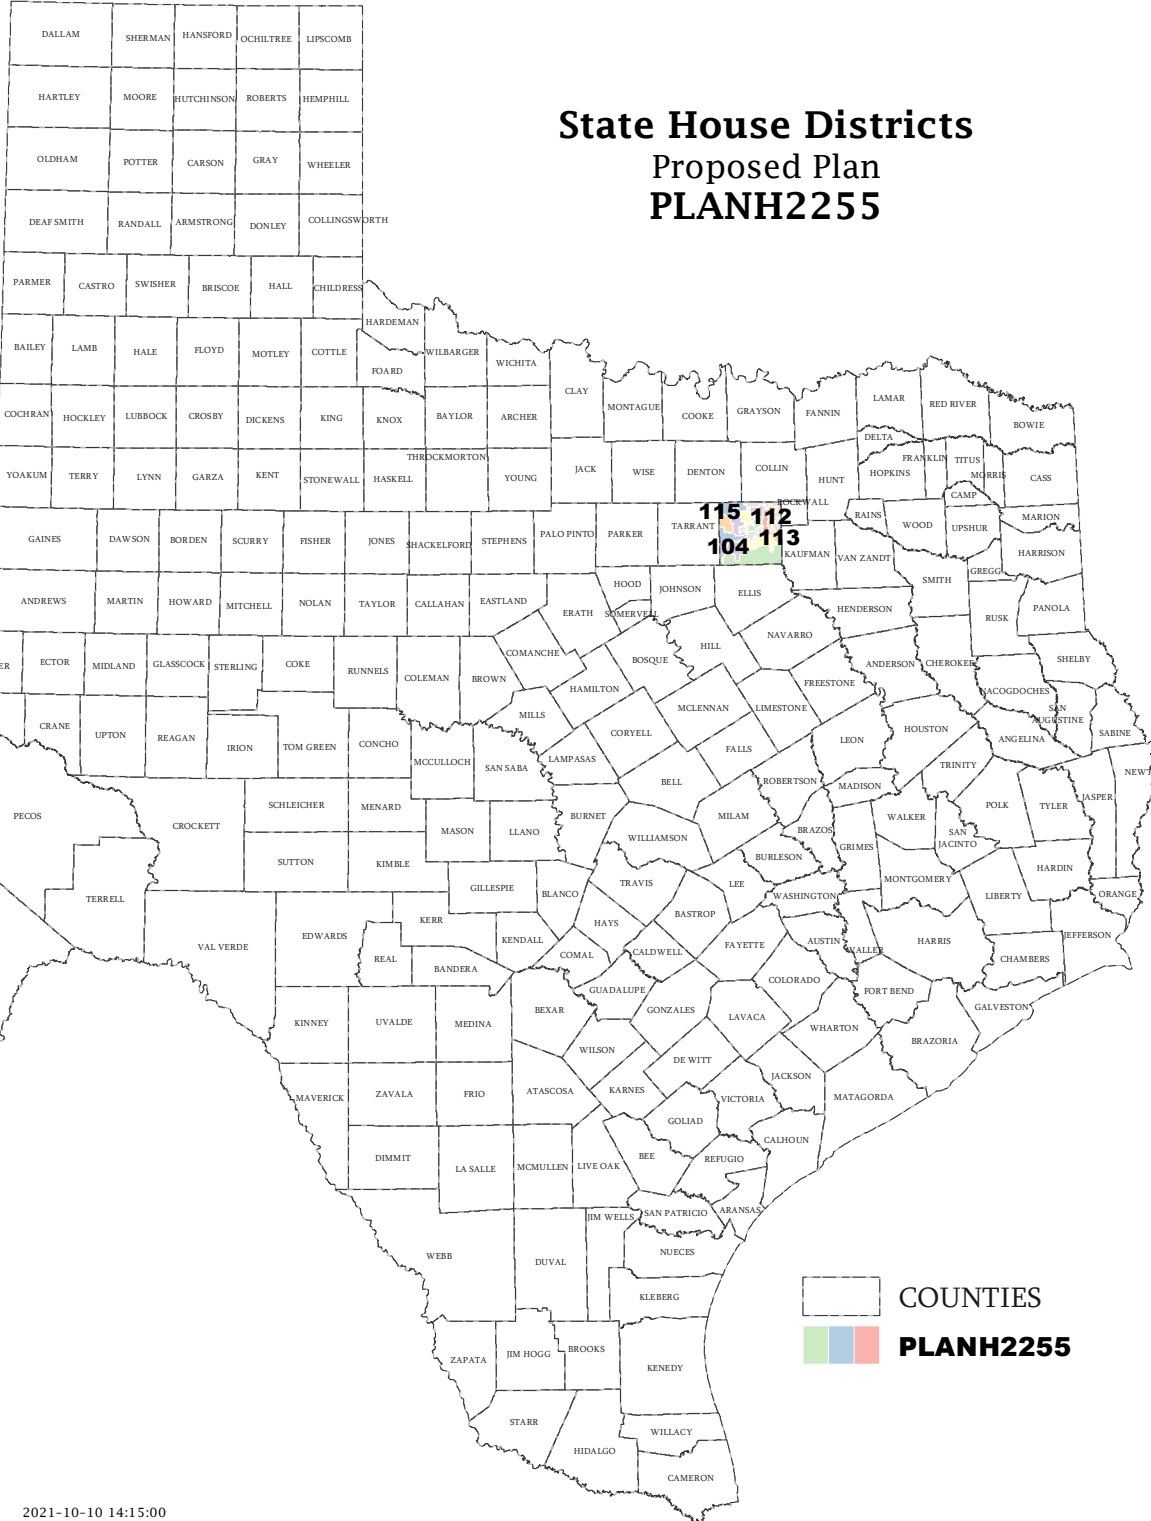 State House Districts
Proposed Plan
PLANH2255
DALLAM SHERMAN HANSFORD OCHILTREE LIPSCOMB
HARTLEY MOORE HUTCHINSON ROBERTS HEMPHILL
OLDHAM POTTER CARSON GRAY WHEELER
DEAF SMITH RANDALL ARMSTRONG DONLEY COLLINGSWORTH
PARMER CASTRO SWISHER BRISCOE HALL CHILDRESS
HARDEMAN
BAILEY LAMB HALE FLOYD MOTLEY COTTLE WILBARGER WICHITA
FOARD CLAY
COCHRAN HOCKLEY LUBBOCK CROSBY DICKENS KING KNOX BAYLOR ARCHER MONTAGUE COOKE GRAYSON FANNIN LAMAR RED RIVER BOWIE
DELTA
THROCKMORTON FRANKLIN TITUS
YOAKUM TERRY LYNN GARZA KENT STONEWALL HASKELL YOUNG JACK WISE DENTON COLLIN HUNT HOPKINS MORRIS CASS
CAMP
ROCKWALL
115 112
RAINS WOOD UPSHUR MARION
GAINES DAWSON BORDEN SCURRY FISHER JONES SHACKELFORD STEPHENS PALO PINTO PARKER TARRANT
104 113
KAUFMAN VAN ZANDT HARRISON
GREGG
SMITH
ANDREWS MARTIN HOWARD MITCHELL NOLAN TAYLOR CALLAHAN EASTLAND ERATH HOOD JOHNSON ELLIS HENDERSON RUSK PANOLA
SOMERVELL
NAVARRO
ER ECTOR MIDLAND GLASSCOCK STERLING COKE RUNNELS COLEMAN BROWN COMANCHE BOSQUE HILL ANDERSON CHEROKEE SHELBY
HAMILTON FREESTONE NACOGDOCHES
MILLS MCLENNAN LIMESTONE SAN
AUGUSTINE
CRANE UPTON REAGAN IRION TOM GREEN CONCHO CORYELL FALLS LEON HOUSTON ANGELINA SABINE
MCCULLOCH SAN SABA LAMPASAS BELL ROBERTSON MADISON TRINITY NEWT
PECOS CROCKETT SCHLEICHER MENARD MASON LLANO BURNET WILLIAMSON MILAM BRAZOS GRIMES WALKER SAN
JACINTO
POLK TYLER JASPER
SUTTON KIMBLE BURLESON
TERRELL GILLESPIE BLANCO TRAVIS LEE WASHINGTON MONTGOMERY LIBERTY HARDIN ORANGE
VAL VERDE EDWARDS KERR KENDALL HAYS BASTROP FAYETTE AUSTIN WALLER HARRIS JEFFERSON
REAL BANDERA COMAL CALDWELL COLORADO CHAMBERS
KINNEY UVALDE MEDINA BEXAR GUADALUPE GONZALES LAVACA WHARTON FORT BEND GALVESTON
BRAZORIA
WILSON DE WITT
MAVERICK ZAVALA FRIO ATASCOSA KARNES VICTORIA JACKSON MATAGORDA
GOLIAD
DIMMIT LA SALLE MCMULLEN LIVE OAK BEE REFUGIO CALHOUN
JIM WELLS SAN PATRICIO ARANSAS
WEBB DUVAL NUECES
KLEBERG
ZAPATA JIM HOGG BROOKS KENEDY
STARR HIDALGO WILLACY
CAMERON
COUNTIES
PLANH2255
2021-10-10 14:15:00